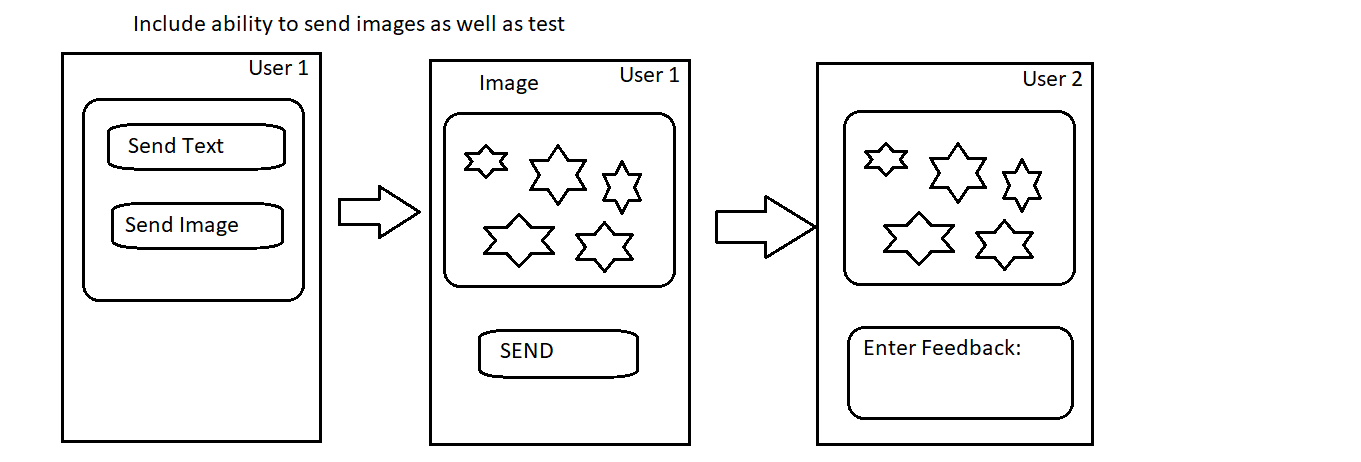 Include ability to send images as well as test
User 1
Send Text
Send Image
Image
User 1
SEND
User 2
Enter Feedback: